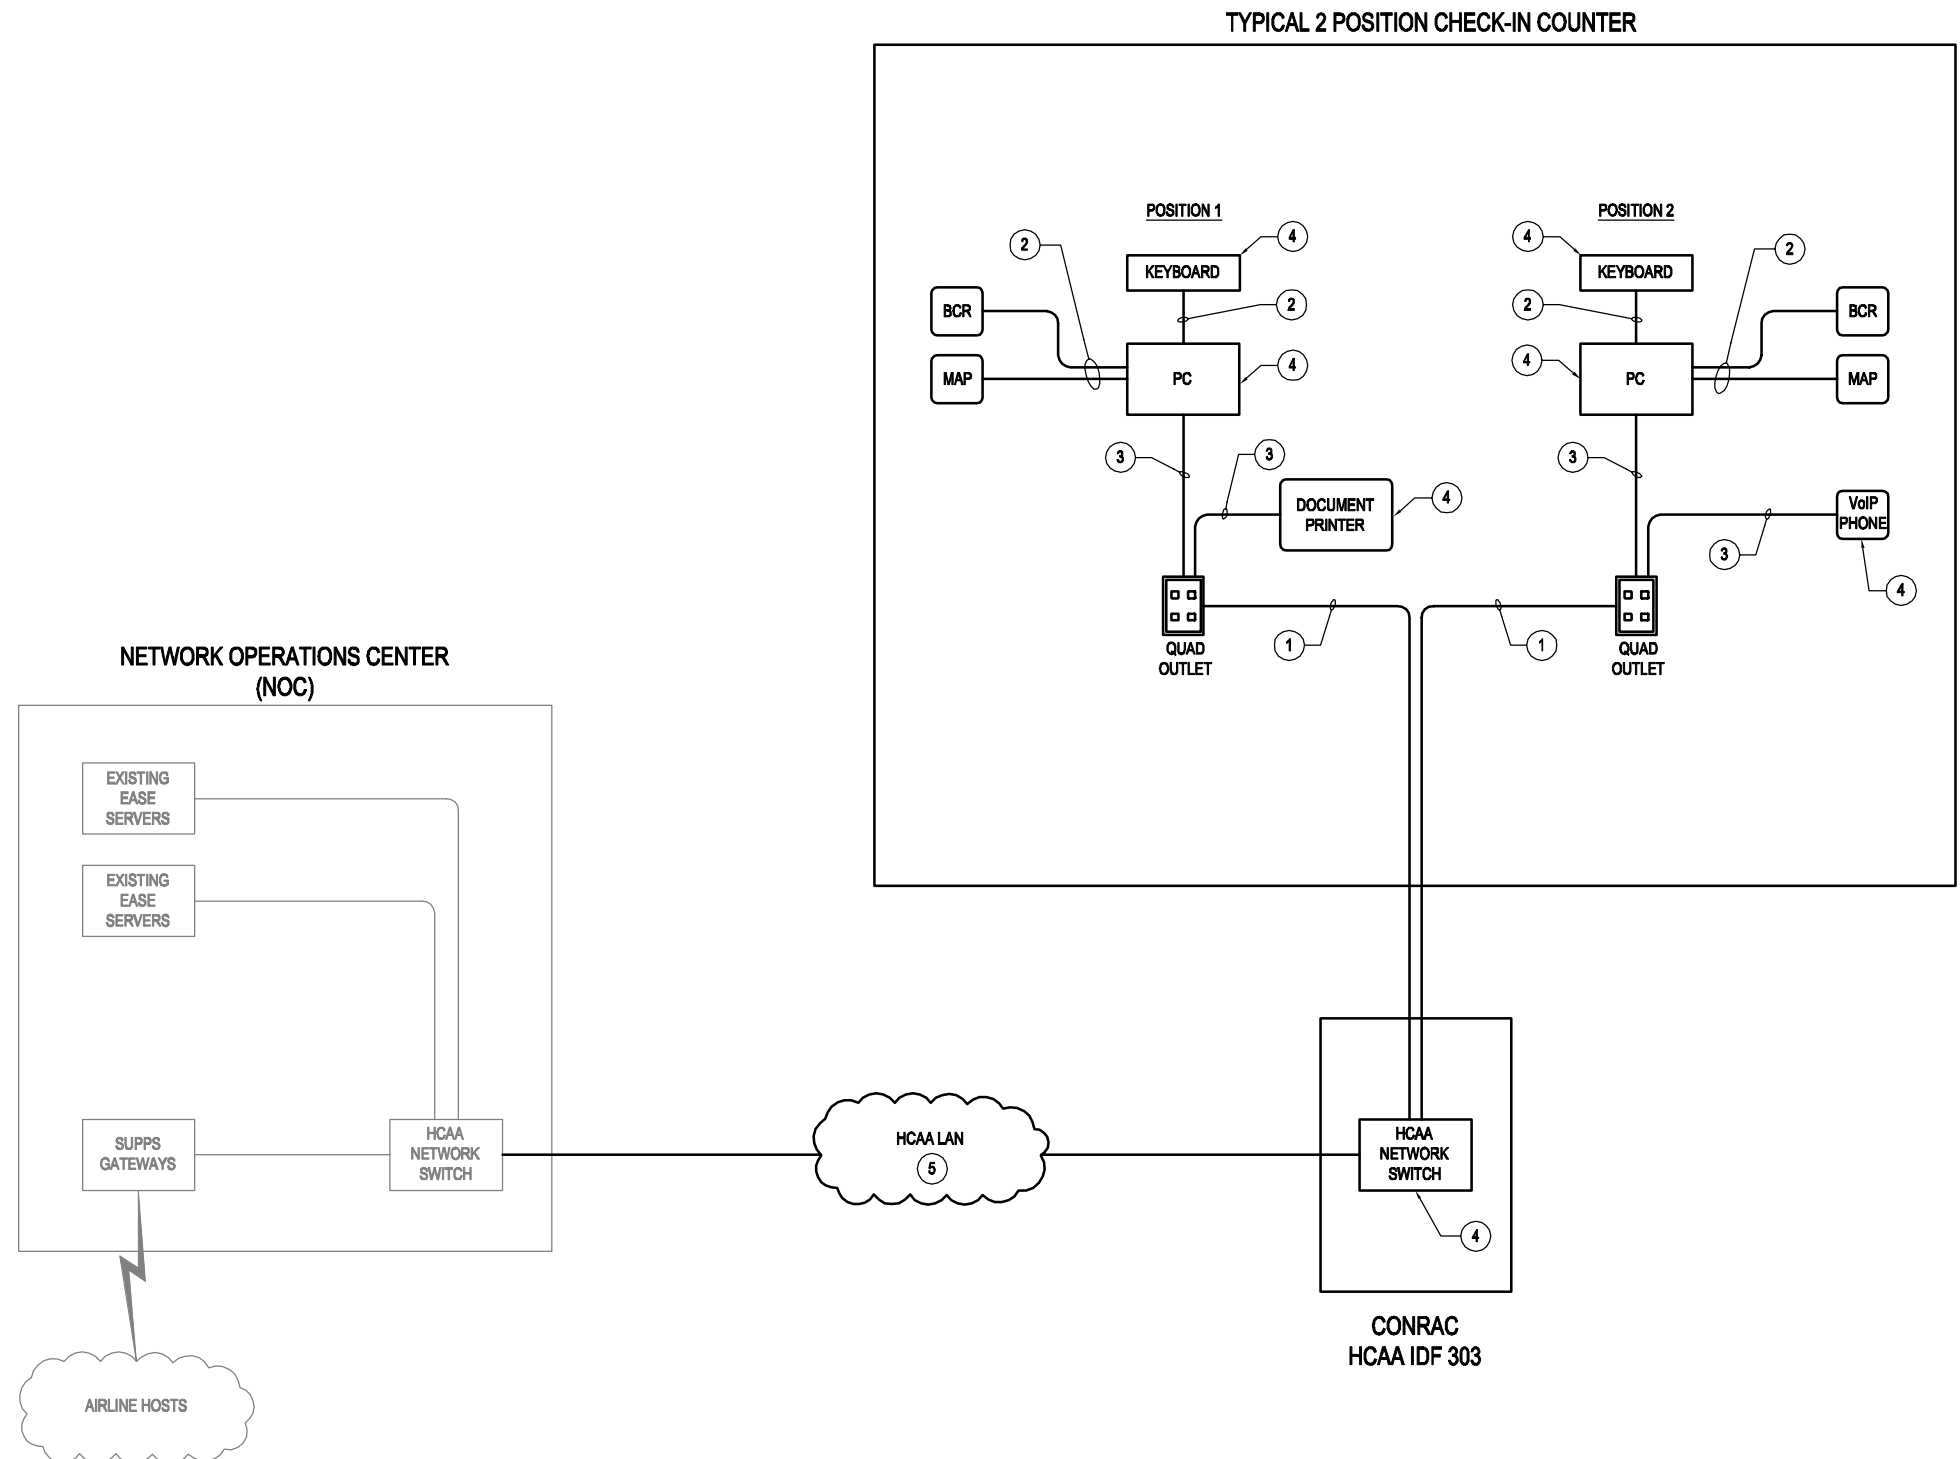 TYPICAL 2 POSITION CHECK-IN COUNTER
POSITION 1
POSITION 2
2
4
4
2
KEYBOARD
KEYBOARD
BCR
2
2
BCR
MAP
PC
4
4
PC
MAP
3
3
3
DOCUMENT
PRINTER
4
VoIP
PHONE
3
4
QUAD
OUTLET
1
1
QUAD
OUTLET
NETWORK OPERATIONS CENTER
(NOC)
EXISTING
EASE
SERVERS
EXISTING
EASE
SERVERS
SUPPS
GATEWAYS
HCAA
NETWORK
SWITCH
HCAA LAN
5
HCAA
NETWORK
SWITCH
4
CONRAC
HCAA IDF 303
AIRLINE HOSTS